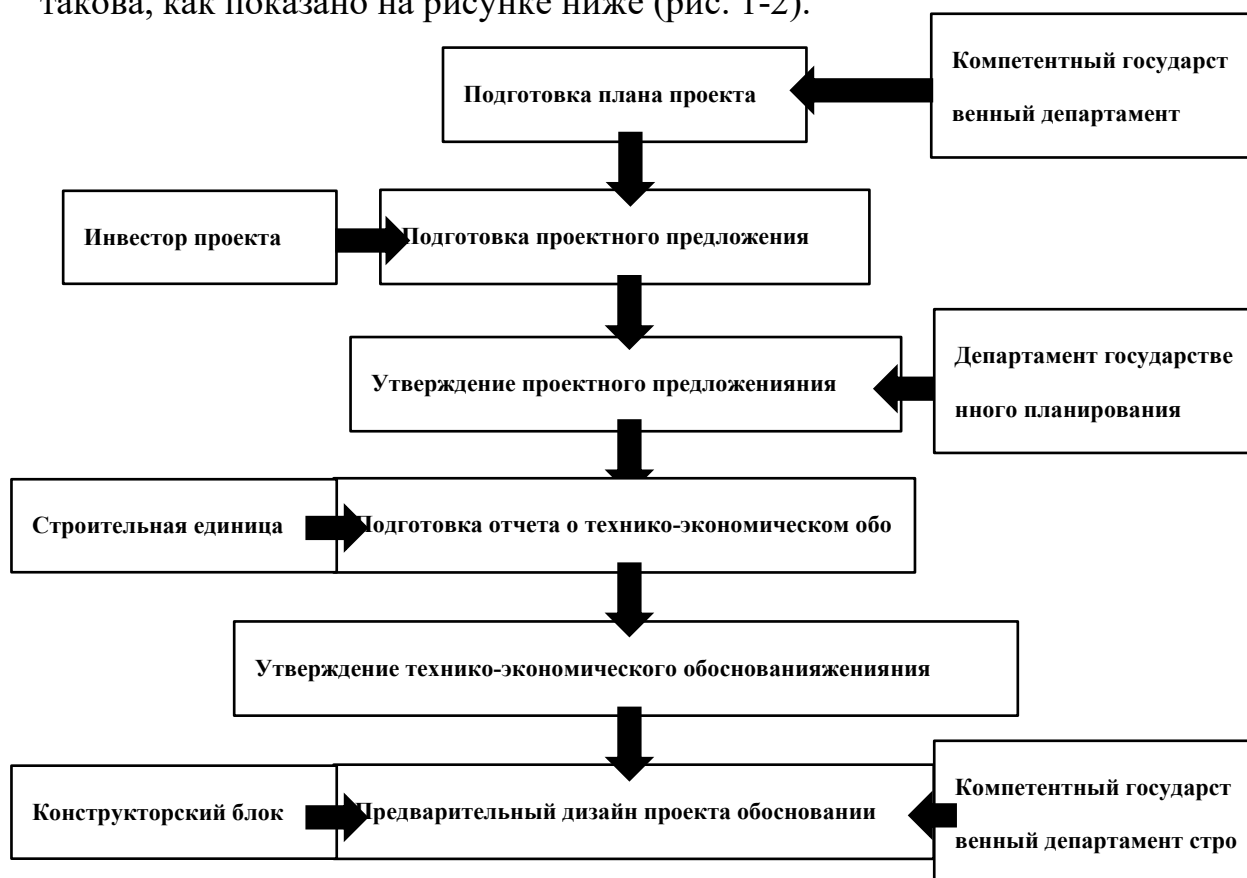 такова, как показано на рисунке ниже (рис. 1-2).
Компетентный государст
венный департамент
Подготовка плана проекта
Инвестор проекта
Подготовка проектного предложения
Утверждение проектного предложенияния
Департамент государстве
нного планирования
Строительная единица
Подготовка отчета о технико-экономическом обо
Утверждение технико-экономического обоснованияженияния
Конструкторский блок
Предварительный дизайн проекта обосновании
Компетентный государст
венный департамент стро